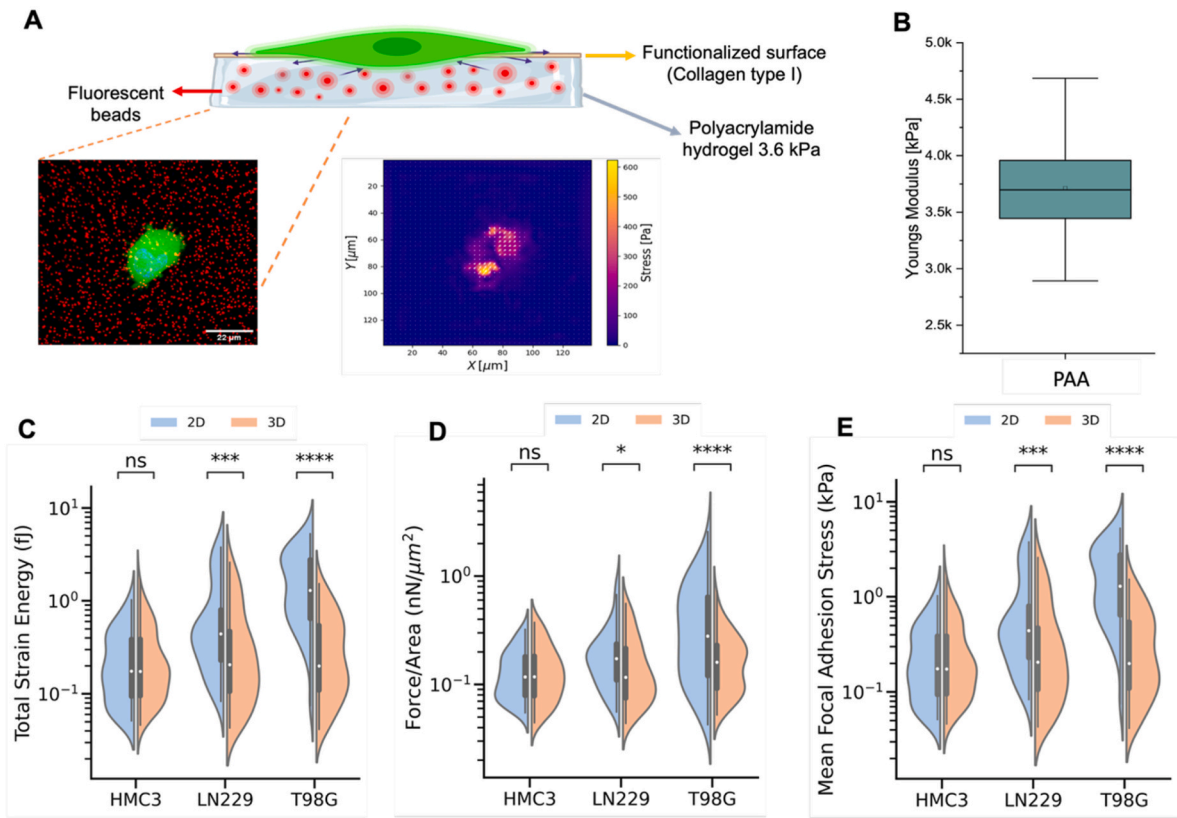 A
Functionalized surface
(Collagen type I)
Fluorescent
beads
Polyacrylamide
hydrogel 3.6 kPa
22 μm
20
40
60
80
100
120
Y[μm]
20 40 60 80 100 120
X[μm]
600
500
400
300
200
100
0
Stress [Pa]
B
5.0k
4.5k
4.0k
3.5k
3.0k
2.5k
Youngs Modulus [kPa]
PAA
C
2D 3D
ns *** ****
Total Strain Energy (fJ)
10¹
10⁰
10⁻¹
HMC3 LN229 T98G
D
2D 3D
ns * ****
Force/Area (nN/μm²)
10⁰
10⁻¹
HMC3 LN229 T98G
E
2D 3D
ns *** ****
Mean Focal Adhesion Stress (kPa)
10¹
10⁰
10⁻¹
HMC3 LN229 T98G